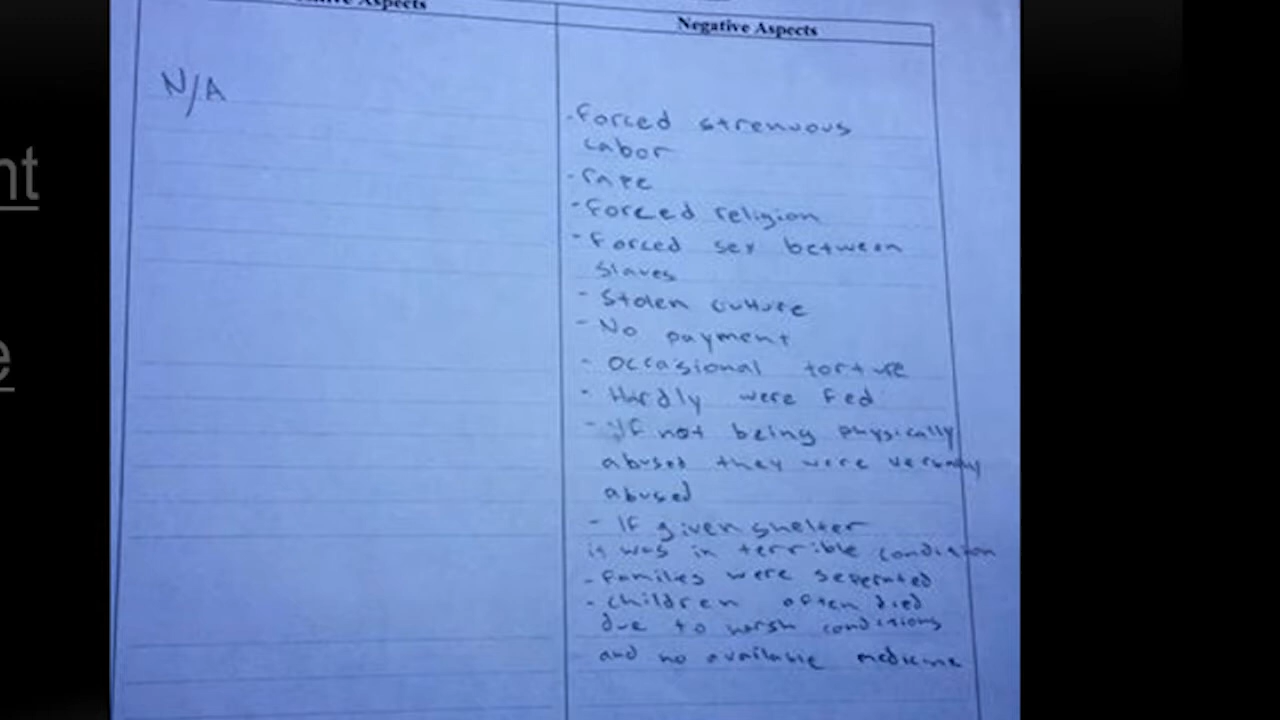 Aspects
Negative Aspects
N/A
- forced strenuous
labor
- rape
- forced religion
- forced sex between
slaves
- Stolen culture
- No payment
- Occasional torture
- Hardly were fed
- If not being physically
abused they were verbally
abused
- If given shelter
it was in terrible condition
- families were seperated
- children often died
due to harsh conditions
and no available medicine
nt
e